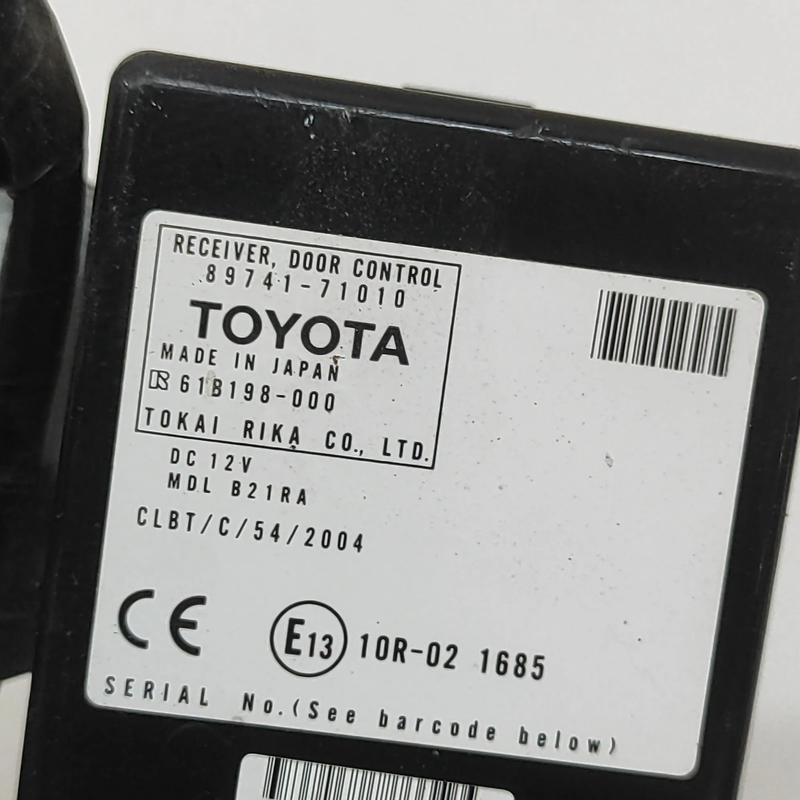 RECEIVER, DOOR CONTROL
89741-71010
TOYOTA
MADE IN JAPAN
R 61B198-000
TOKAI RIKA CO., LTD.
DC 12V
MDL B21RA
CLBT/C/54/2004
CE
E13 10R-02 1685
SERIAL No.(See barcode below)